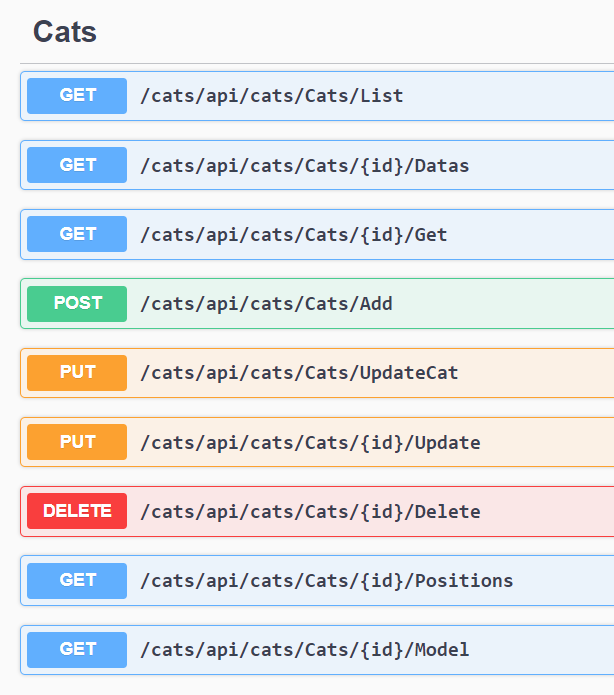 Cats
GET /cats/api/cats/Cats/List
GET /cats/api/cats/Cats/{id}/Datas
GET /cats/api/cats/Cats/{id}/Get
POST /cats/api/cats/Cats/Add
PUT /cats/api/cats/Cats/UpdateCat
PUT /cats/api/cats/Cats/{id}/Update
DELETE /cats/api/cats/Cats/{id}/Delete
GET /cats/api/cats/Cats/{id}/Positions
GET /cats/api/cats/Cats/{id}/Model